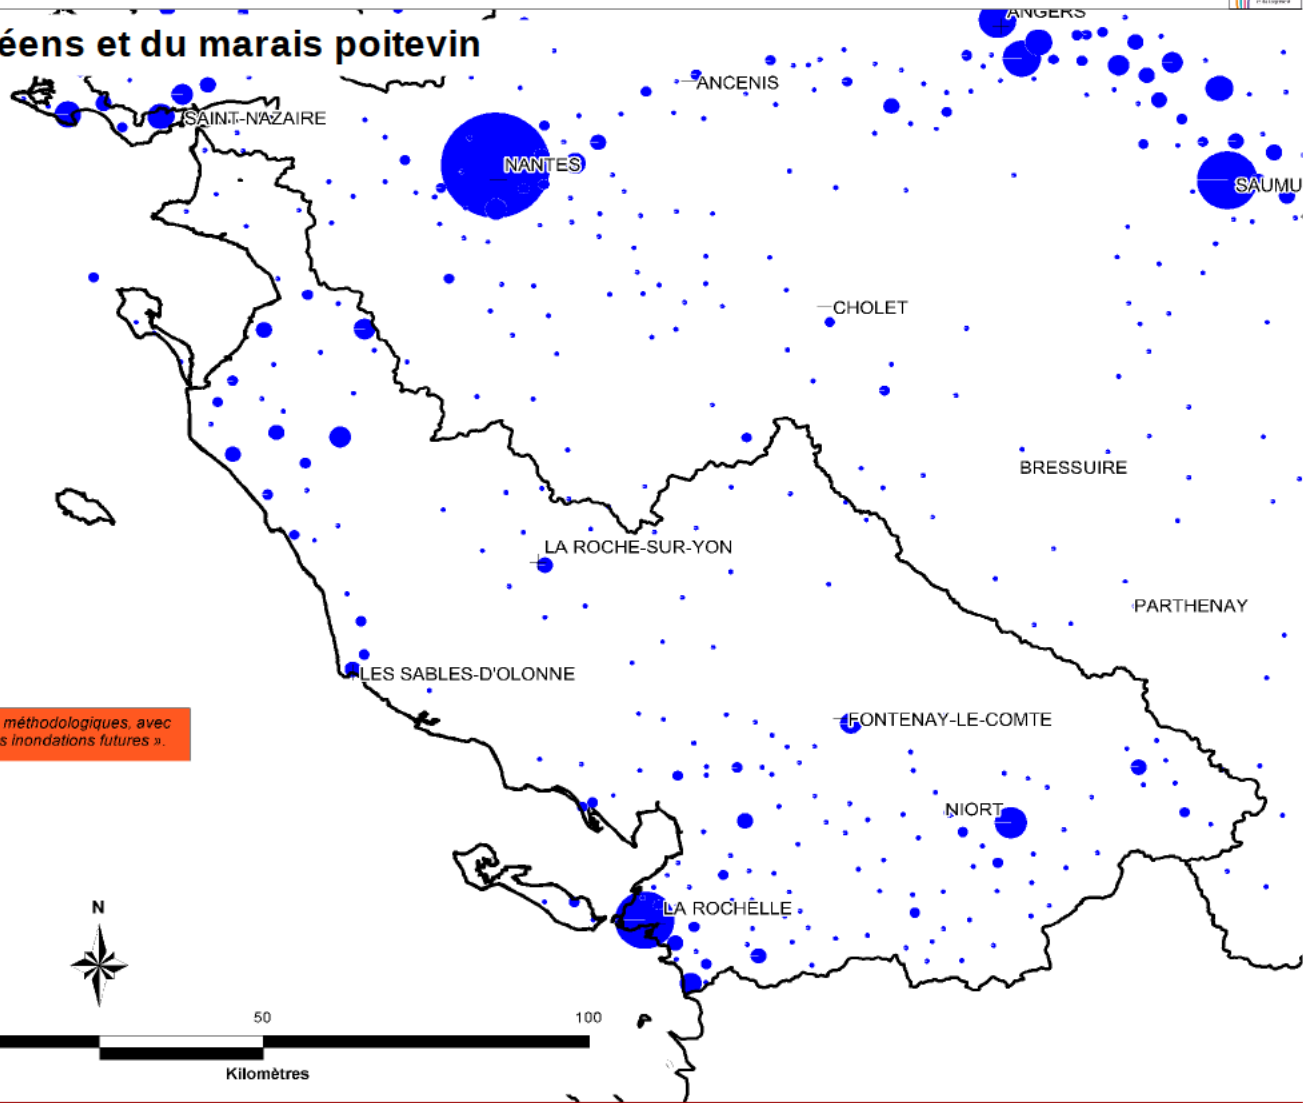 éens et du marais poitevin
ANGERS
ANCENIS
SAINT-NAZAIRE
NANTES
SAUMU
CHOLET
BRESSUIRE
LA ROCHE-SUR-YON
PARTHENAY
LES SABLES-D'OLONNE
méthodologiques, avec
s inondations futures ».
FONTENAY-LE-COMTE
NIORT
LA ROCHELLE
N
50
100
Kilomètres